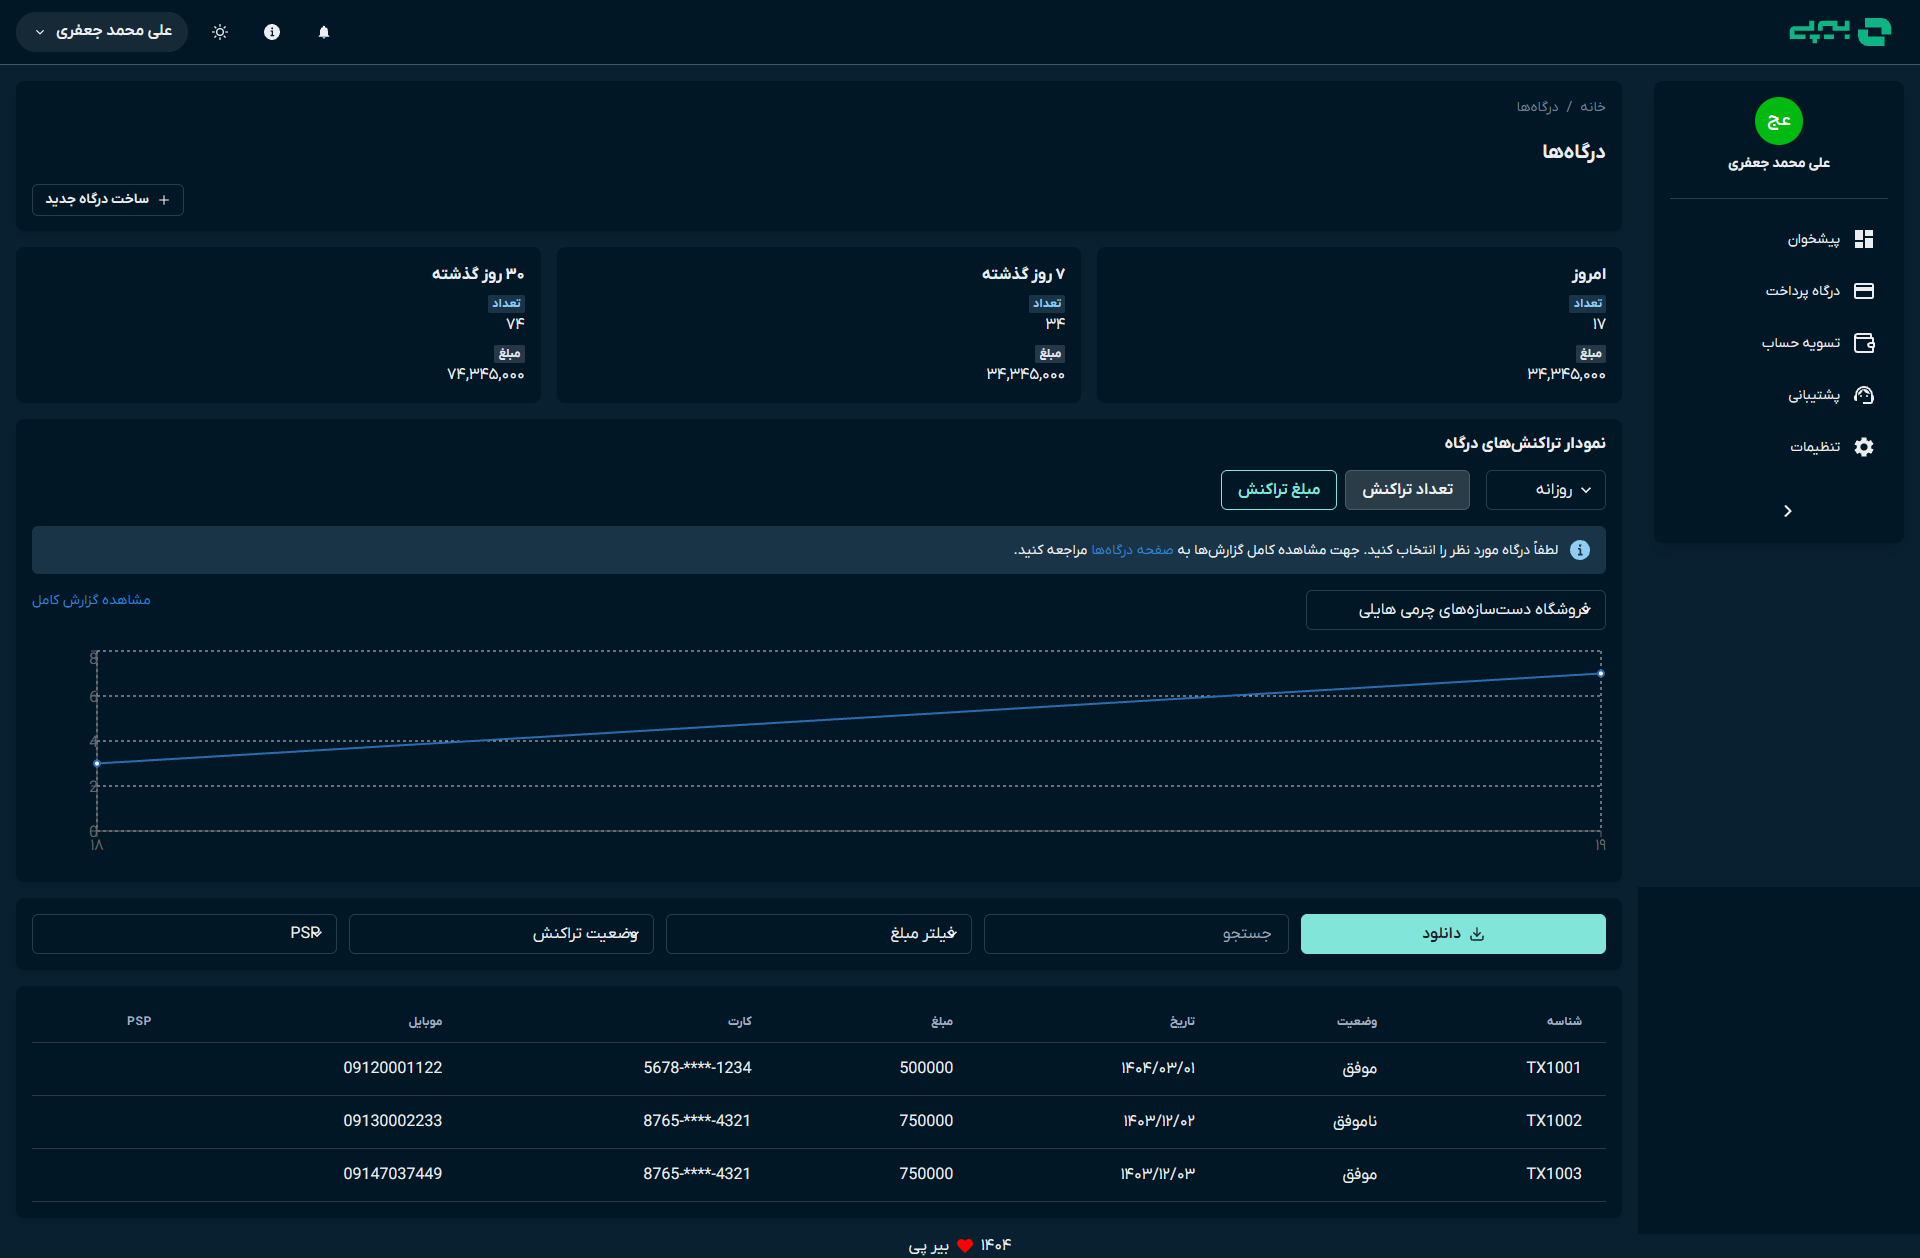 بی‌پی
علی محمد جعفری
عج
علی محمد جعفری
پیشخوان
درگاه پرداخت
تسویه حساب
پشتیبانی
تنظیمات
خانه / درگاه‌ها
درگاه‌ها
ساخت درگاه جدید
امروز
تعداد
۱۷
مبلغ
۳۴,۳۴۵,۰۰۰
۷ روز گذشته
تعداد
۳۴
مبلغ
۳۴,۳۴۵,۰۰۰
۳۰ روز گذشته
تعداد
۷۴
مبلغ
۷۴,۳۴۵,۰۰۰
نمودار تراکنش‌های درگاه
روزانه تعداد تراکنش مبلغ تراکنش
لطفاً درگاه مورد نظر را انتخاب کنید. جهت مشاهده کامل گزارش‌ها به صفحه درگاه‌ها مراجعه کنید.
فروشگاه دست‌سازه‌های چرمی هایلی
مشاهده گزارش کامل
8
6
4
2
0
۱۹ ۱۸
دانلود جستجو فیلتر مبلغ وضعیت تراکنش PSP
شناسه وضعیت تاریخ مبلغ کارت موبایل PSP
TX1001 موفق ۱۴۰۴/۰۳/۰۱ 500000 5678-****-1234 09120001122
TX1002 ناموفق ۱۴۰۳/۱۲/۰۲ 750000 8765-****-4321 09130002233
TX1003 موفق ۱۴۰۳/۱۲/۰۳ 750000 8765-****-4321 09147037449
۱۴۰۴ ❤ بیر پی